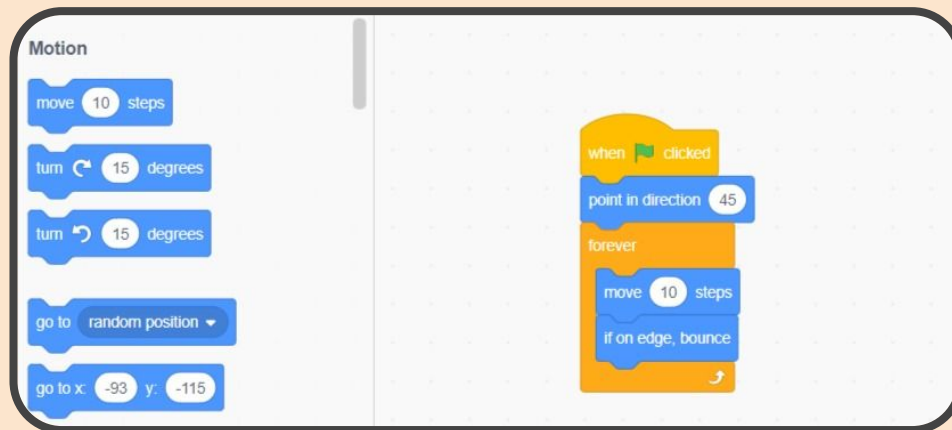 Motion
move 10 steps
turn 15 degrees
turn 15 degrees
go to random position
go to x: -93 y: -115
when clicked
point in direction 45
forever
move 10 steps
if on edge, bounce